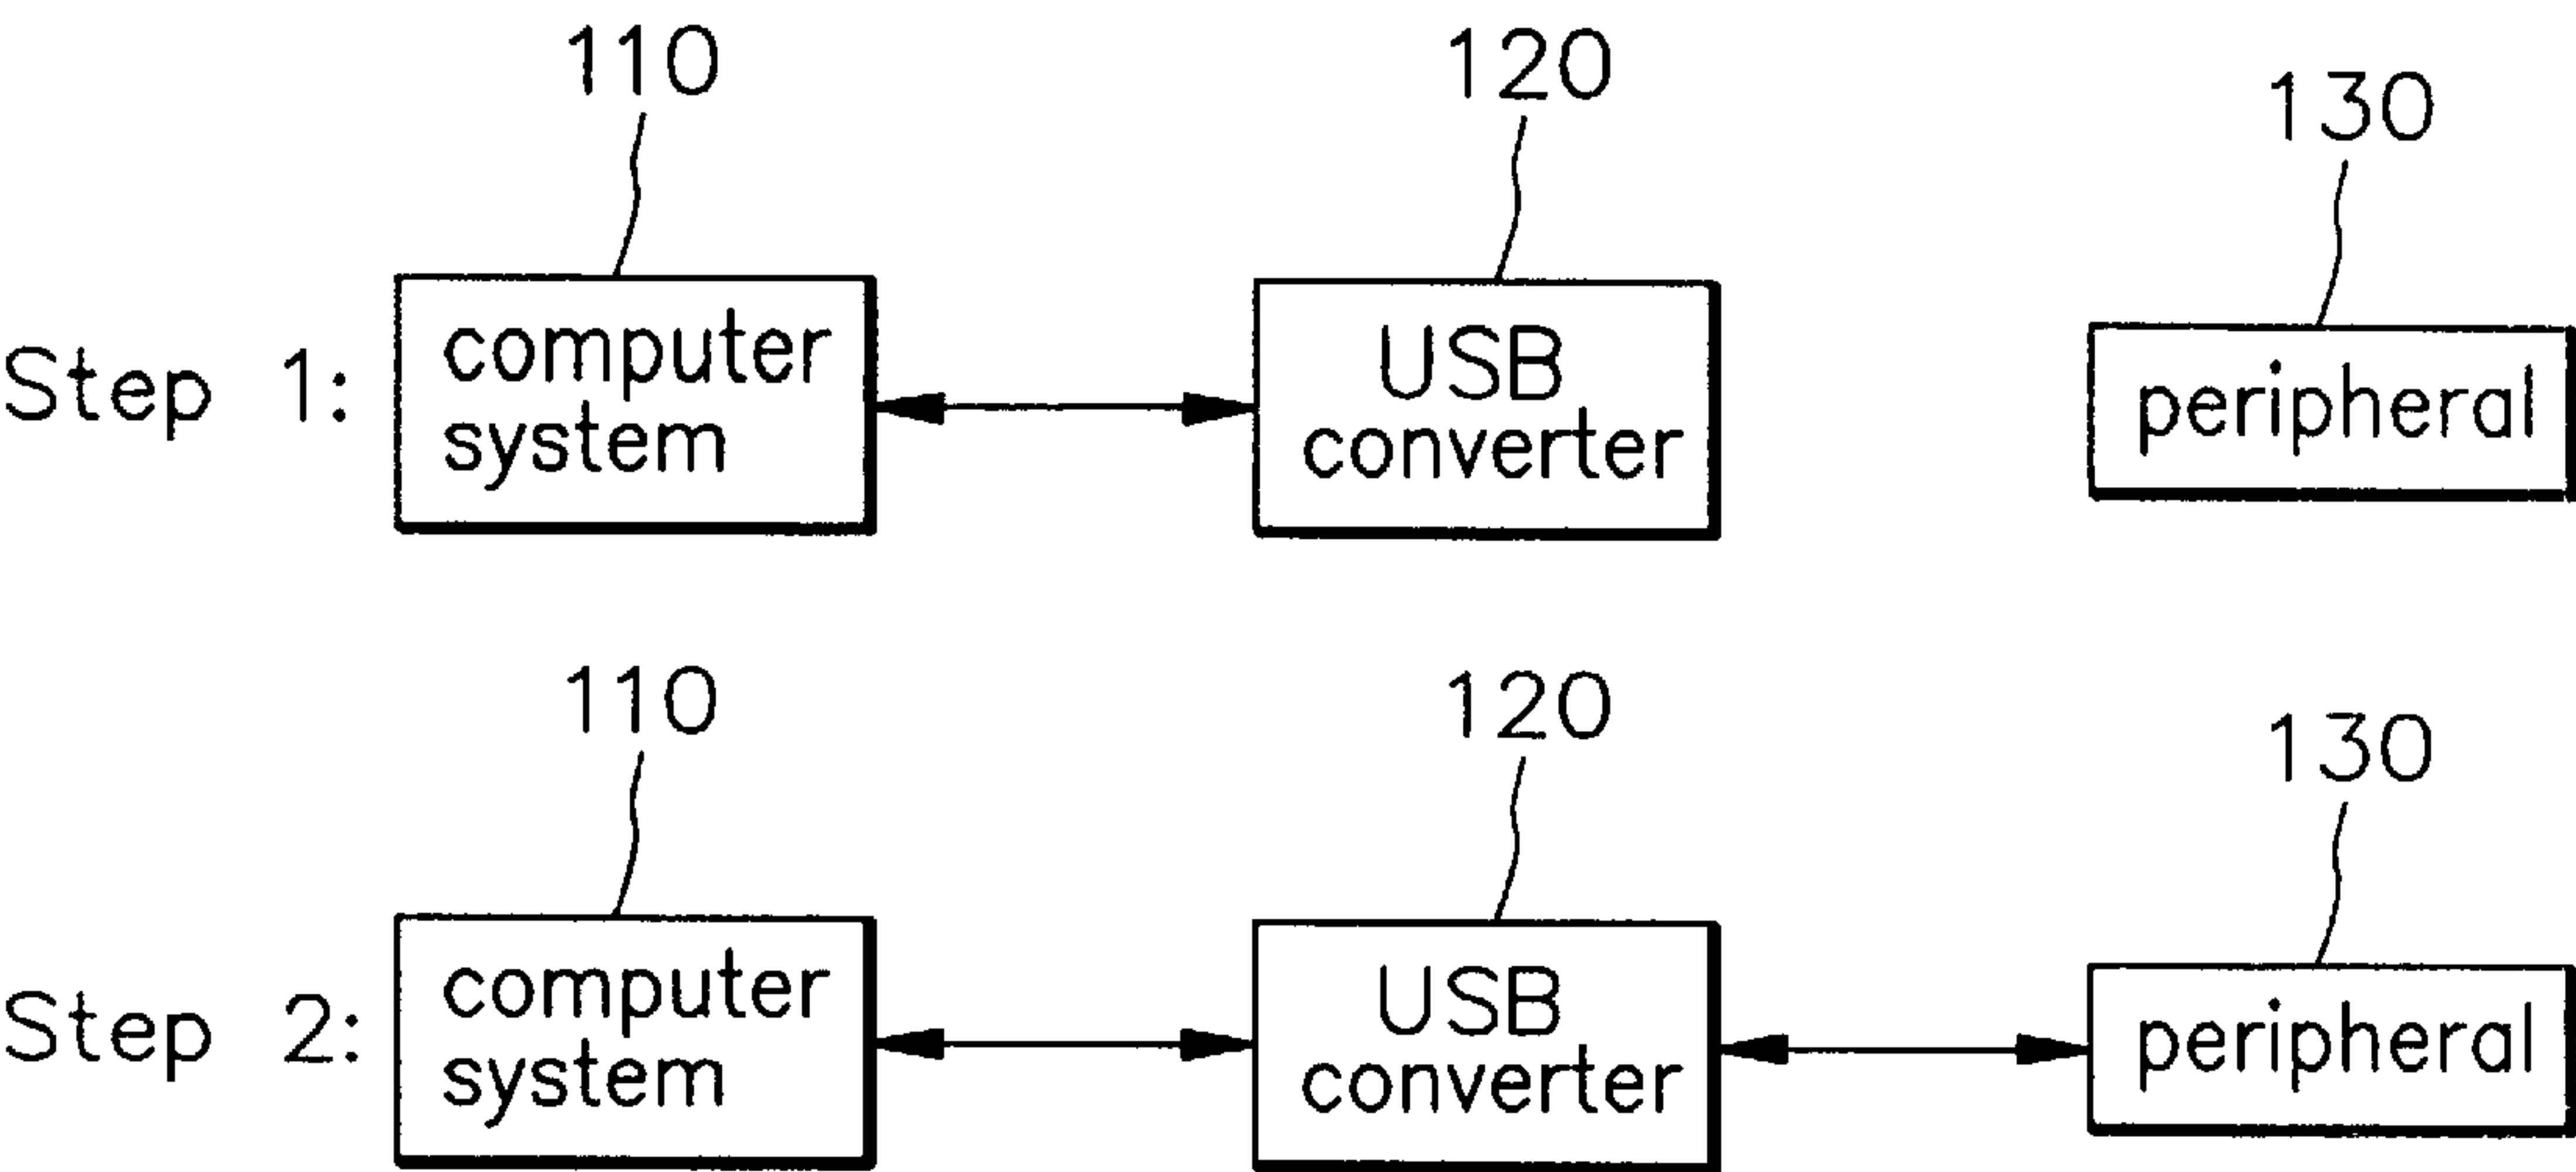 110
120
130
Step 1:
computer
system
USB
converter
peripheral
110
120
130
Step 2:
computer
system
USB
converter
peripheral